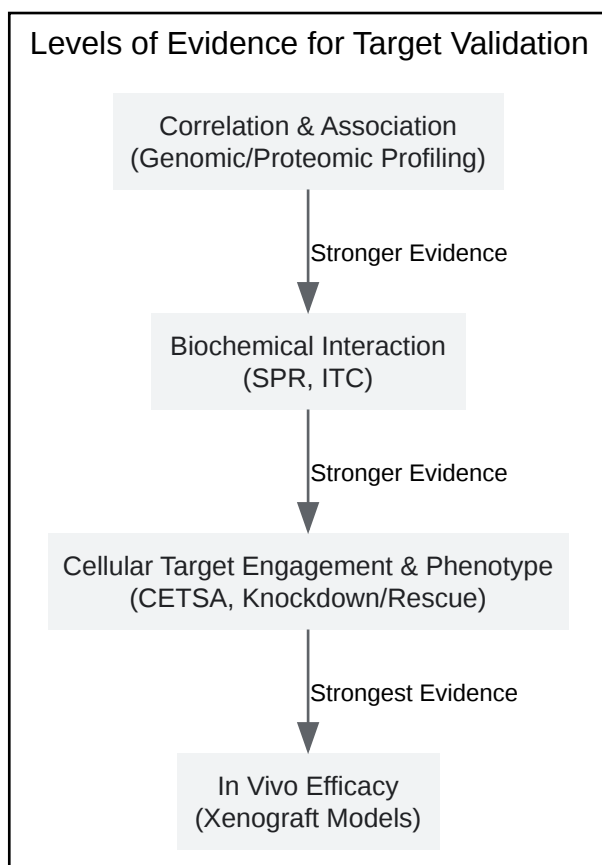 Levels of Evidence for Target Validation
Correlation & Association
(Genomic/Proteomic Profiling)
Stronger Evidence
Biochemical Interaction
(SPR, ITC)
Stronger Evidence
Cellular Target Engagement & Phenotype
(CETSA, Knockdown/Rescue)
Strongest Evidence
In Vivo Efficacy
(Xenograft Models)